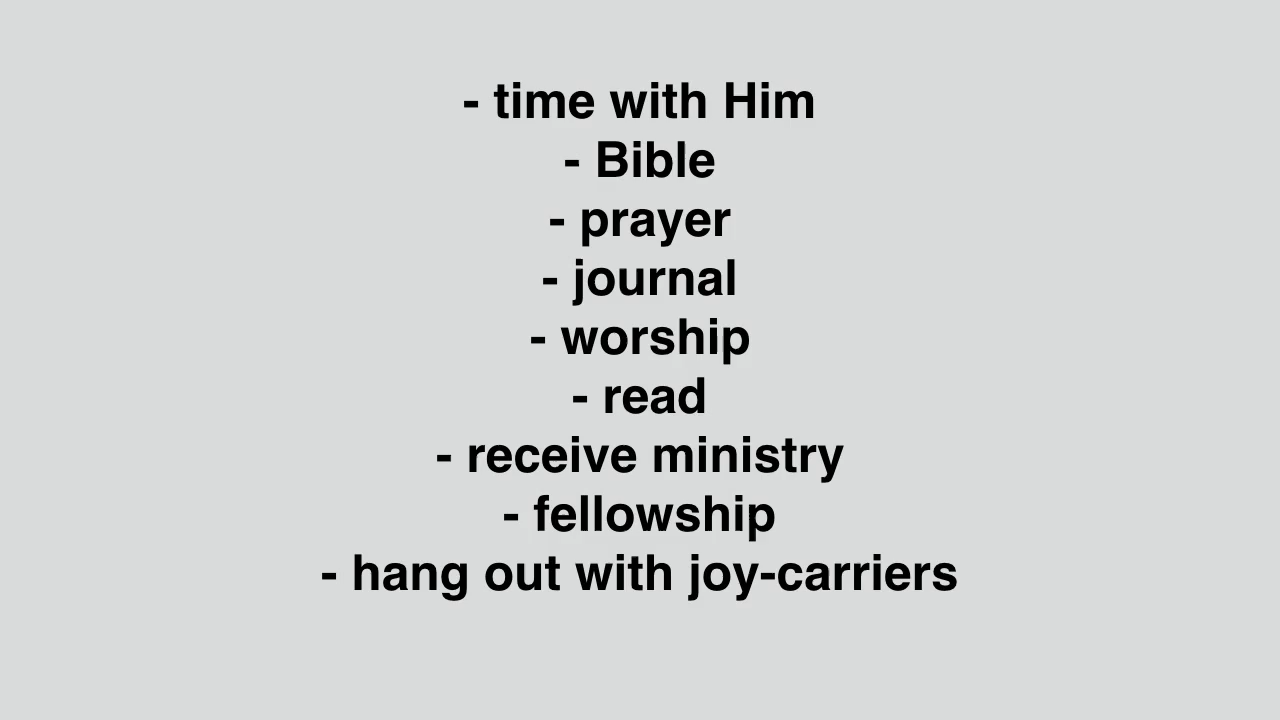 - time with Him
- Bible
- prayer
- journal
- worship
- read
- receive ministry
- fellowship
- hang out with joy-carriers